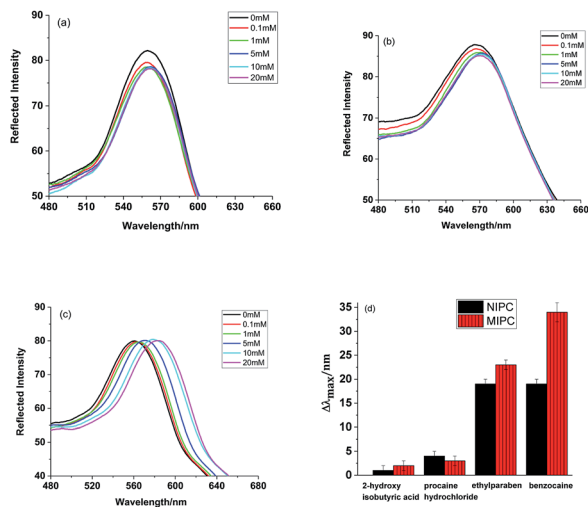 (a)
0mM
0.1mM
1mM
5mM
10mM
20mM
Reflected Intensity
90
80
70
60
50
480 510 540 570 600 630 660
Wavelength/nm
(b)
0mM
0.1mM
1mM
5mM
10mM
20mM
Reflected Intensity
90
80
70
60
50
480 510 540 570 600 630 660
Wavelength/nm
(c)
0mM
0.1mM
1mM
5mM
10mM
20mM
Reflected Intensity
90
80
70
60
50
40
480 520 560 600 640 680
Wavelength/nm
(d)
NIPC
MIPC
Δλmax/nm
35
30
25
20
15
10
5
0
2-hydroxy procaine ethylparaben benzocaine
isobutyric acid hydrochloride